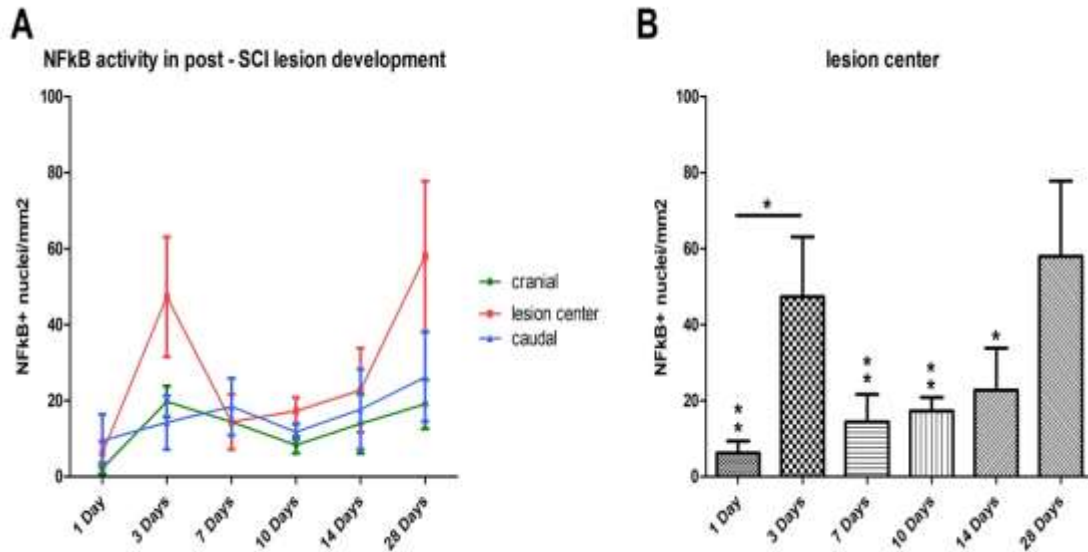 A
NFkB activity in post - SCI lesion development
NFkB+ nuclei/mm2
100
80
60
40
20
0
1 Day
3 Days
7 Days
10 Days
14 Days
28 Days
cranial
lesion center
caudal
B
lesion center
NFkB+ nuclei/mm2
100
80
60
40
20
0
*
* *
* *
* *
*
1 Day
3 Days
7 Days
10 Days
14 Days
28 Days